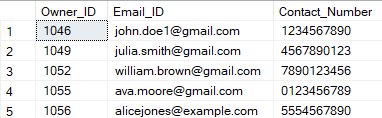 Owner_ID Email_ID Contact_Number
1 1046 john.doe1@gmail.com 1234567890
2 1049 julia.smith@gmail.com 4567890123
3 1052 william.brown@gmail.com 7890123456
4 1055 ava.moore@gmail.com 0123456789
5 1056 alicejones@example.com 5554567890